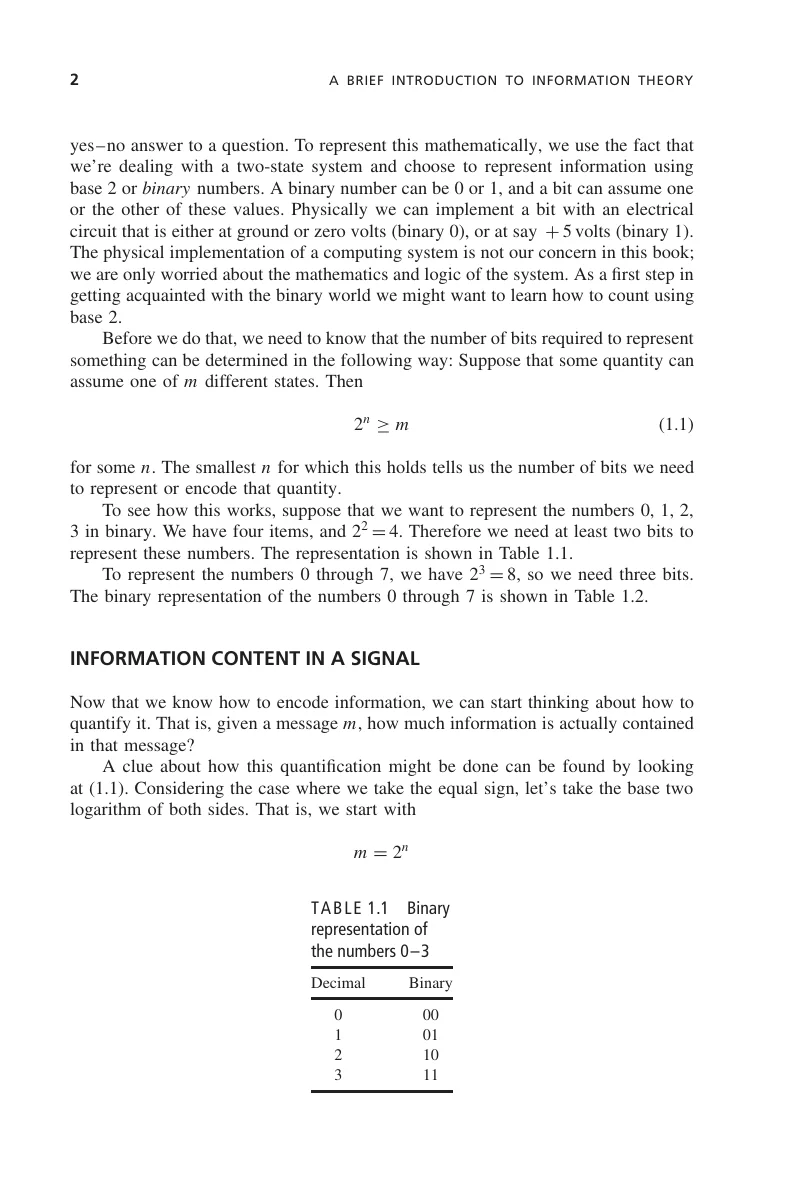 2 A BRIEF INTRODUCTION TO INFORMATION THEORY
yes–no answer to a question. To represent this mathematically, we use the fact that
we’re dealing with a two-state system and choose to represent information using
base 2 or binary numbers. A binary number can be 0 or 1, and a bit can assume one
or the other of these values. Physically we can implement a bit with an electrical
circuit that is either at ground or zero volts (binary 0), or at say +5 volts (binary 1).
The physical implementation of a computing system is not our concern in this book;
we are only worried about the mathematics and logic of the system. As a first step in
getting acquainted with the binary world we might want to learn how to count using
base 2.
Before we do that, we need to know that the number of bits required to represent
something can be determined in the following way: Suppose that some quantity can
assume one of m different states. Then
2ⁿ ≥ m (1.1)
for some n. The smallest n for which this holds tells us the number of bits we need
to represent or encode that quantity.
To see how this works, suppose that we want to represent the numbers 0, 1, 2,
3 in binary. We have four items, and 2² = 4. Therefore we need at least two bits to
represent these numbers. The representation is shown in Table 1.1.
To represent the numbers 0 through 7, we have 2³ = 8, so we need three bits.
The binary representation of the numbers 0 through 7 is shown in Table 1.2.
INFORMATION CONTENT IN A SIGNAL
Now that we know how to encode information, we can start thinking about how to
quantify it. That is, given a message m, how much information is actually contained
in that message?
A clue about how this quantification might be done can be found by looking
at (1.1). Considering the case where we take the equal sign, let’s take the base two
logarithm of both sides. That is, we start with
m = 2ⁿ
TABLE 1.1 Binary
representation of
the numbers 0–3
Decimal Binary
0 00
1 01
2 10
3 11